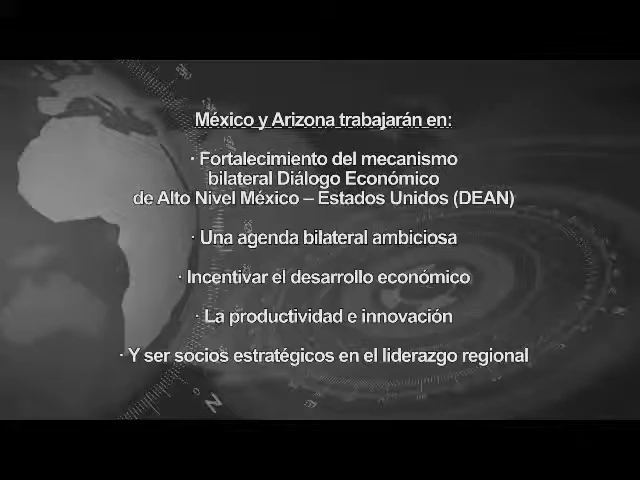 México y Arizona trabajarán en:
· Fortalecimiento del mecanismo
bilateral Diálogo Económico
de Alto Nivel México – Estados Unidos (DEAN)
· Una agenda bilateral ambiciosa
· Incentivar el desarrollo económico
· La productividad e innovación
· Y ser socios estratégicos en el liderazgo regional
N